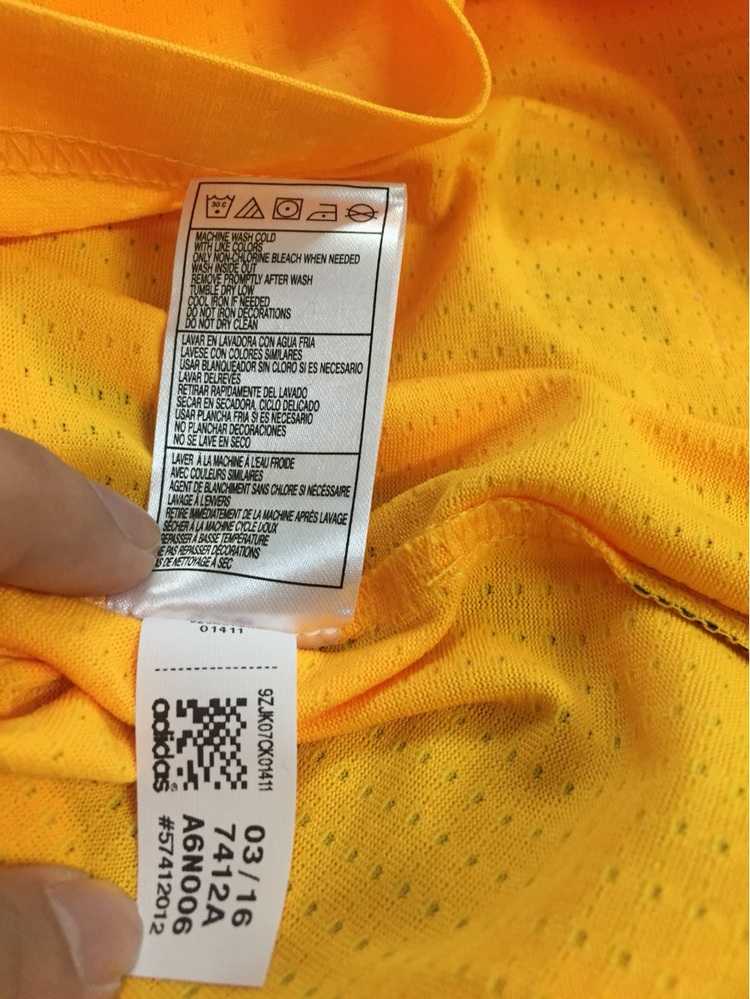 30 c
MACHINE WASH COLD
WITH LIKE COLORS
ONLY NON-CHLORINE BLEACH WHEN NEEDED
WASH INSIDE OUT
REMOVE PROMPTLY AFTER WASH
TUMBLE DRY LOW
COOL IRON IF NEEDED
DO NOT IRON DECORATIONS
DO NOT DRY CLEAN
LAVAR EN LAVADORA CON AGUA FRIA
LAVESE CON COLORES SIMILARES
USAR BLANQUEADOR SIN CLORO SI ES NECESARIO
LAVAR DELREVÉS
RETIRAR RAPIDAMENTE DEL LAVADO
SECAR EN SECADORA, CICLO DELICADO
USAR PLANCHA FRIA SI ES NECESARIO
NO PLANCHAR DECORACIONES
NO SE LAVE EN SECO
LAVER À LA MACHINE À L'EAU FROIDE
AVEC COULEURS SIMILAIRES
AGENT DE BLANCHIMENT SANS CHLORE SI NÉCESSAIRE
LAVAGE À L'ENVERS
RETIRE IMMÉDIATEMENT DE LA MACHINE APRÈS LAVAGE
SÉCHER À LA MACHINE CYCLE DOUX
REPASSER À BASSE TEMPÉRATURE
PAS REPASSER DÉCORATIONS
DE NETTOYAGE À SEC
01411
9ZJK07CK01411
adidas
03/16
7412A
A6N006
#57412012